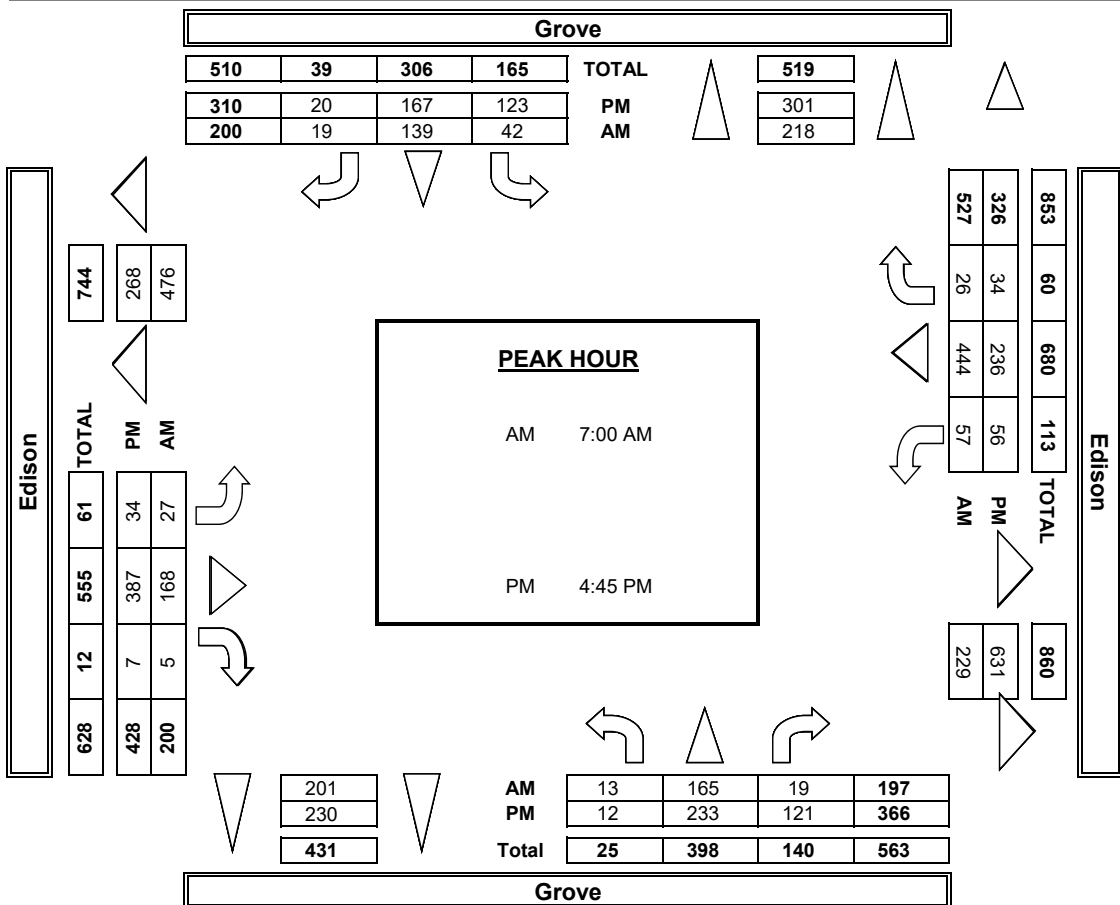 Grove
510 39 306 165 TOTAL 519
310 20 167 123 PM 301
200 19 139 42 AM 218
Edison
744
268
476
TOTAL
PM
AM
61 34 27
555 387 168
12 7 5
628 428 200
PEAK HOUR
AM 7:00 AM
PM 4:45 PM
527 326 853
26 34 60
444 236 680
57 56 113
AM PM TOTAL
229 631 860
Edison
201 AM 13 165 19 197
230 PM 12 233 121 366
431 Total 25 398 140 563
Grove